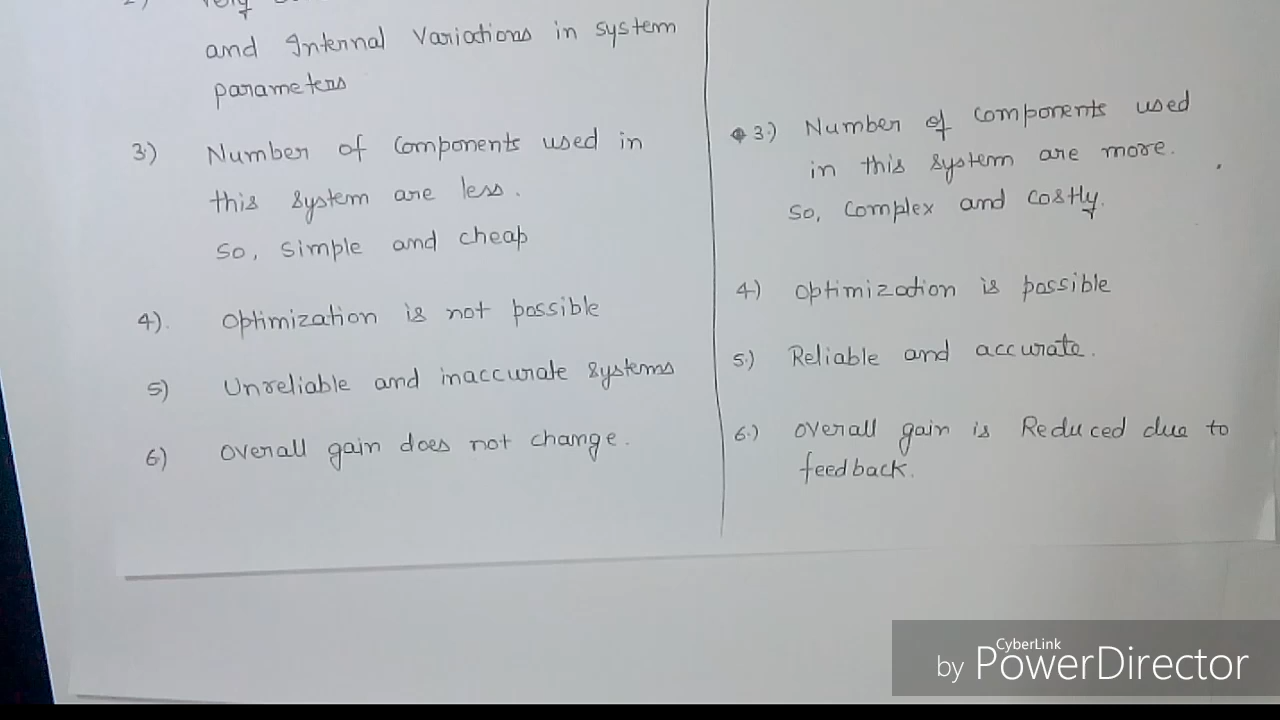 and Internal Variations in system
parameters
3) Number of Components used in
this system are less.
So, Simple and cheap
4). Optimization is not possible
5) Unreliable and inaccurate systems
6) overall gain does not change.
3.) Number of components used
in this system are more.
So, Complex and costly.
4) optimization is possible
5.) Reliable and accurate.
6.) overall gain is Reduced due to
feedback.
CyberLink
by PowerDirector